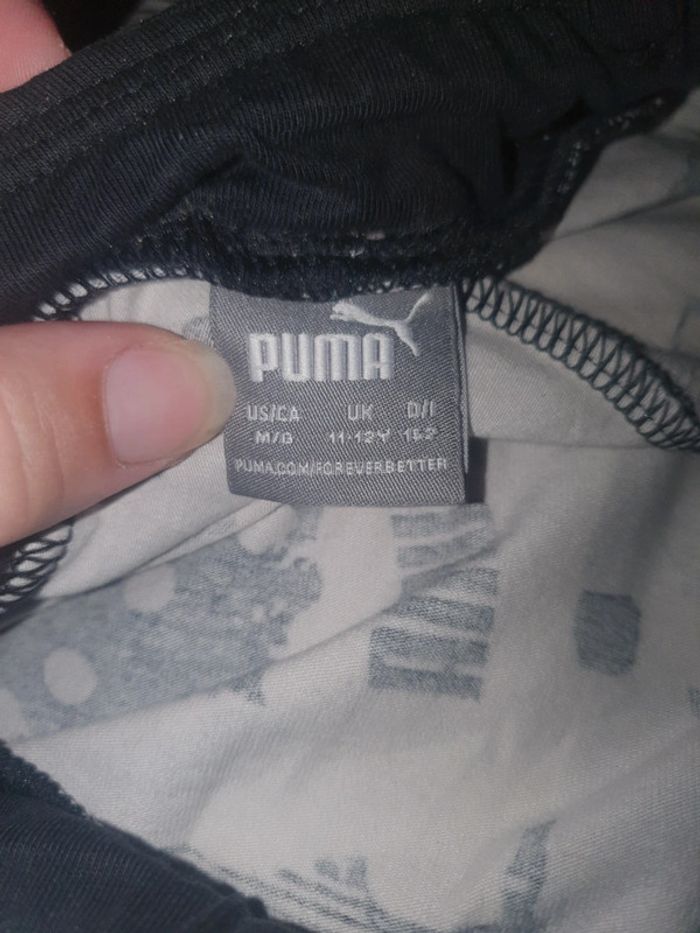 PUMA
US/CA UK D/I
M/G 11-12Y 152
PUMA.COM/FOREVERBETTER